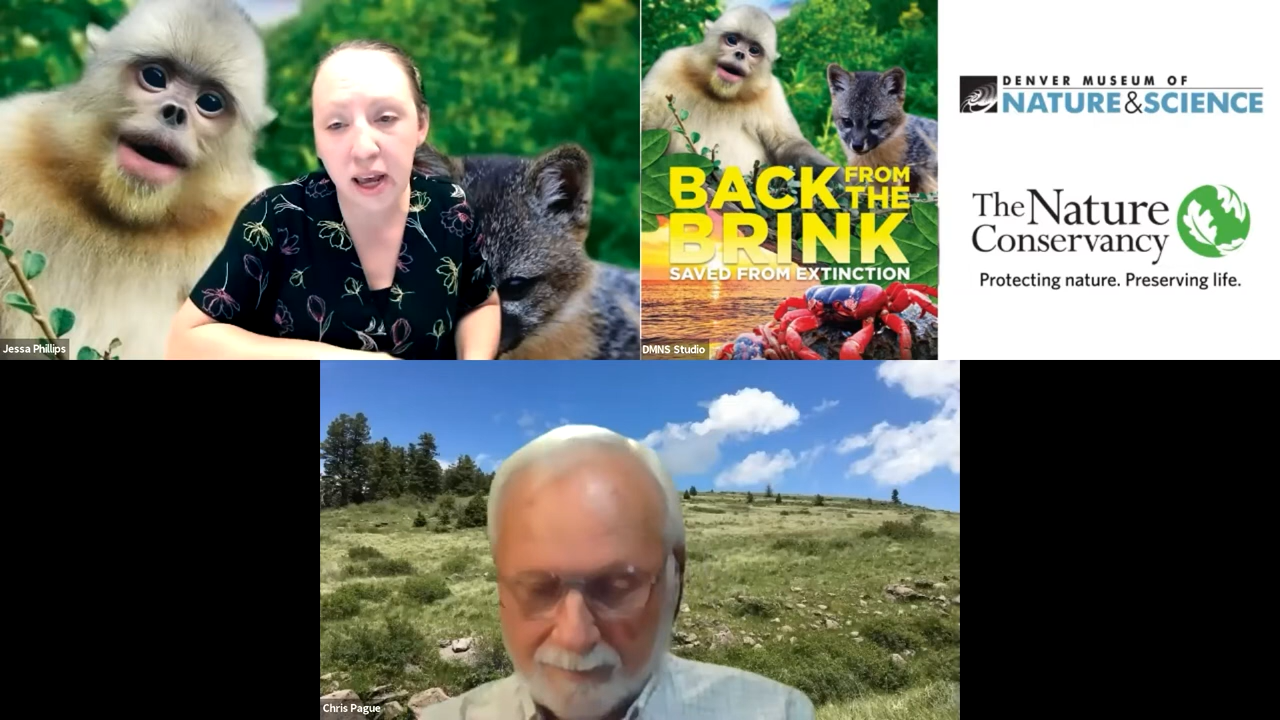 Jessa Phillips
BACK FROM
THE
BRINK
SAVED FROM EXTINCTION
DMNS Studio
DENVER MUSEUM OF
NATURE & SCIENCE
The Nature
Conservancy
Protecting nature. Preserving life.
Chris Pague